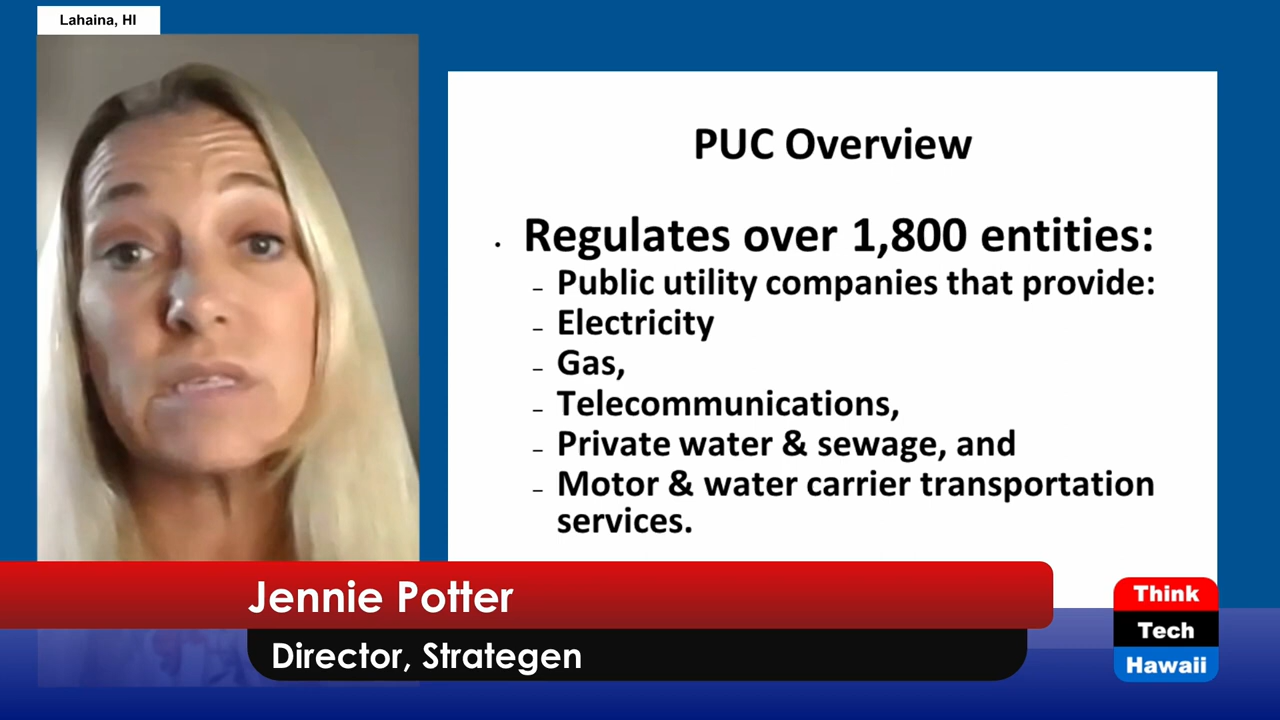 Lahaina, HI
PUC Overview
• Regulates over 1,800 entities:
– Public utility companies that provide:
– Electricity
– Gas,
– Telecommunications,
– Private water & sewage, and
– Motor & water carrier transportation
services.
Jennie Potter
Director, Strategen
Think
Tech
Hawaii